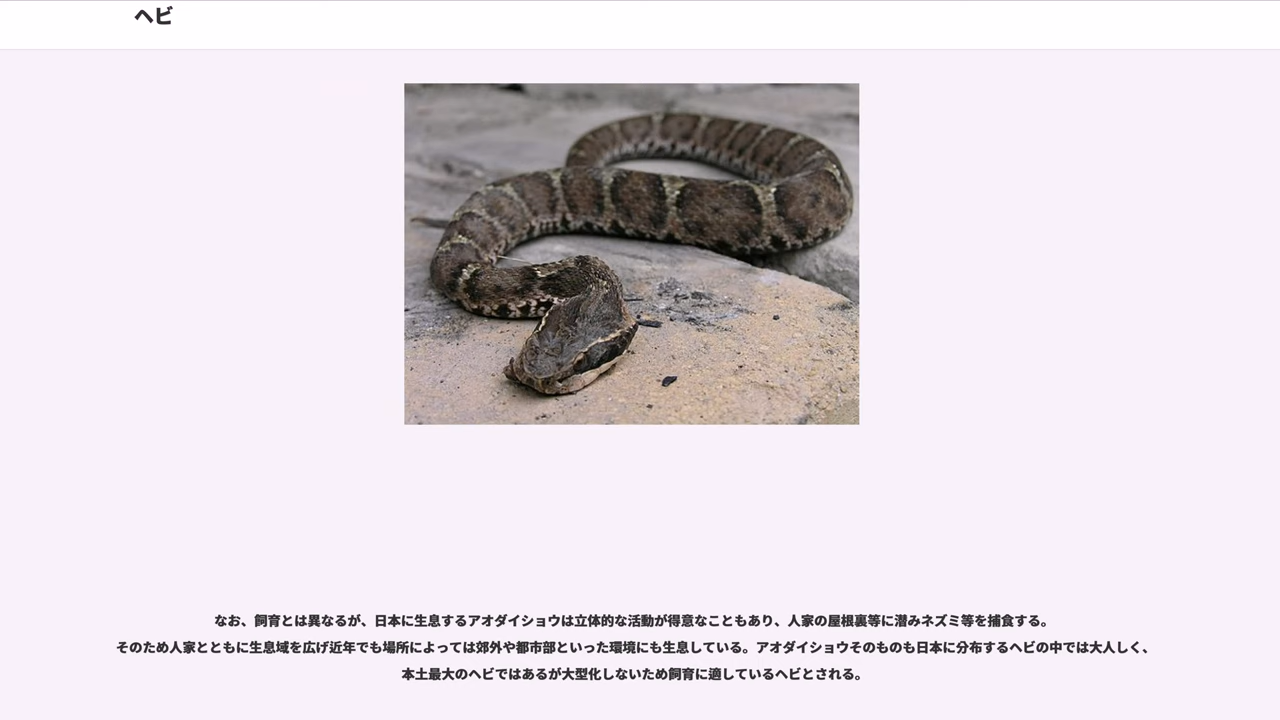 ヘビ
なお、飼育とは異なるが、日本に生息するアオダイショウは立体的な活動が得意なこともあり、人家の屋根裏等に潜みネズミ等を捕食する。
そのため人家とともに生息域を広げ近年でも場所によっては郊外や都市部といった環境にも生息している。アオダイショウそのものも日本に分布するヘビの中では大人しく、
本土最大のヘビではあるが大型化しないため飼育に適しているヘビとされる。